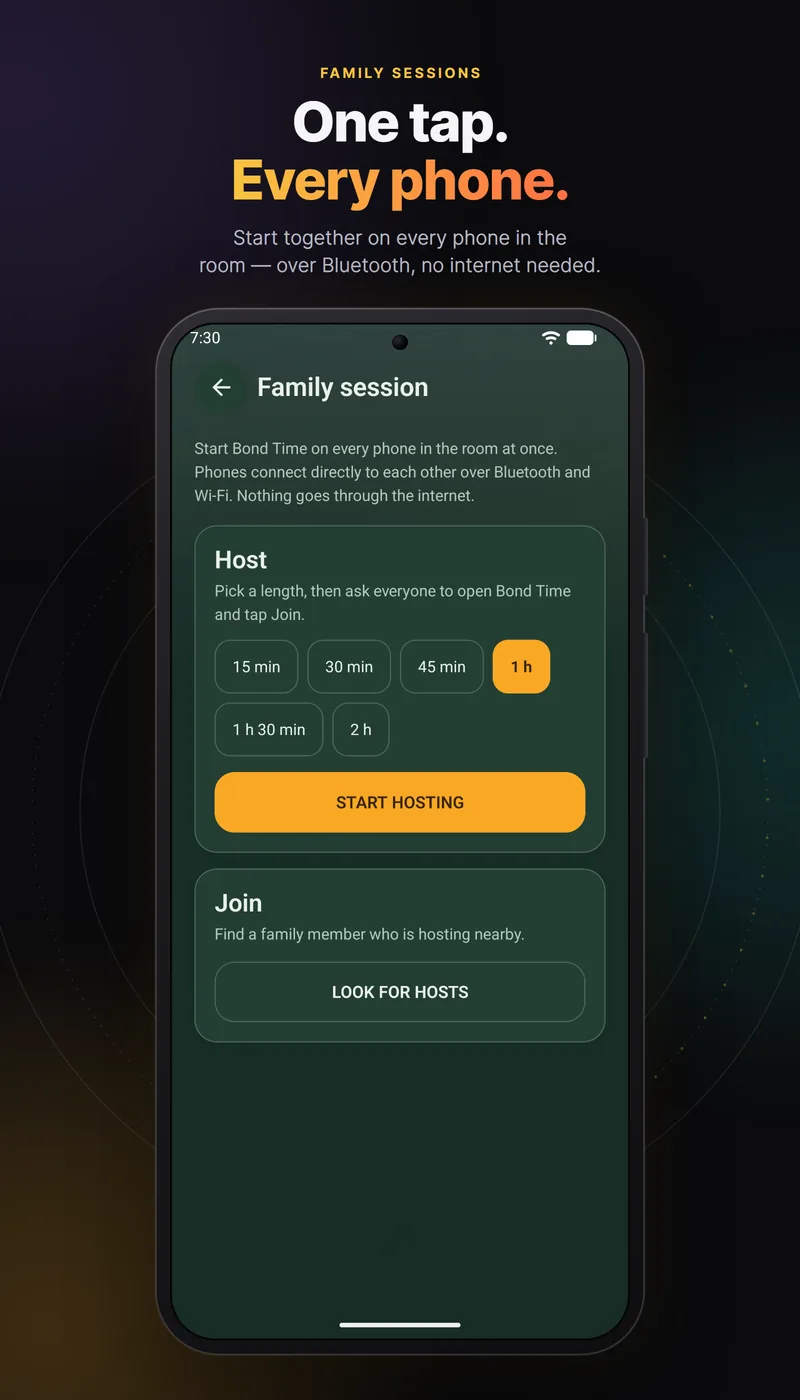 FAMILY SESSIONS
One tap.
Every phone.
Start together on every phone in the
room — over Bluetooth, no internet needed.
7:30
Family session
Start Bond Time on every phone in the room at once.
Phones connect directly to each other over Bluetooth and
Wi-Fi. Nothing goes through the internet.
Host
Pick a length, then ask everyone to open Bond Time
and tap Join.
15 min 30 min 45 min 1 h
1 h 30 min 2 h
START HOSTING
Join
Find a family member who is hosting nearby.
LOOK FOR HOSTS